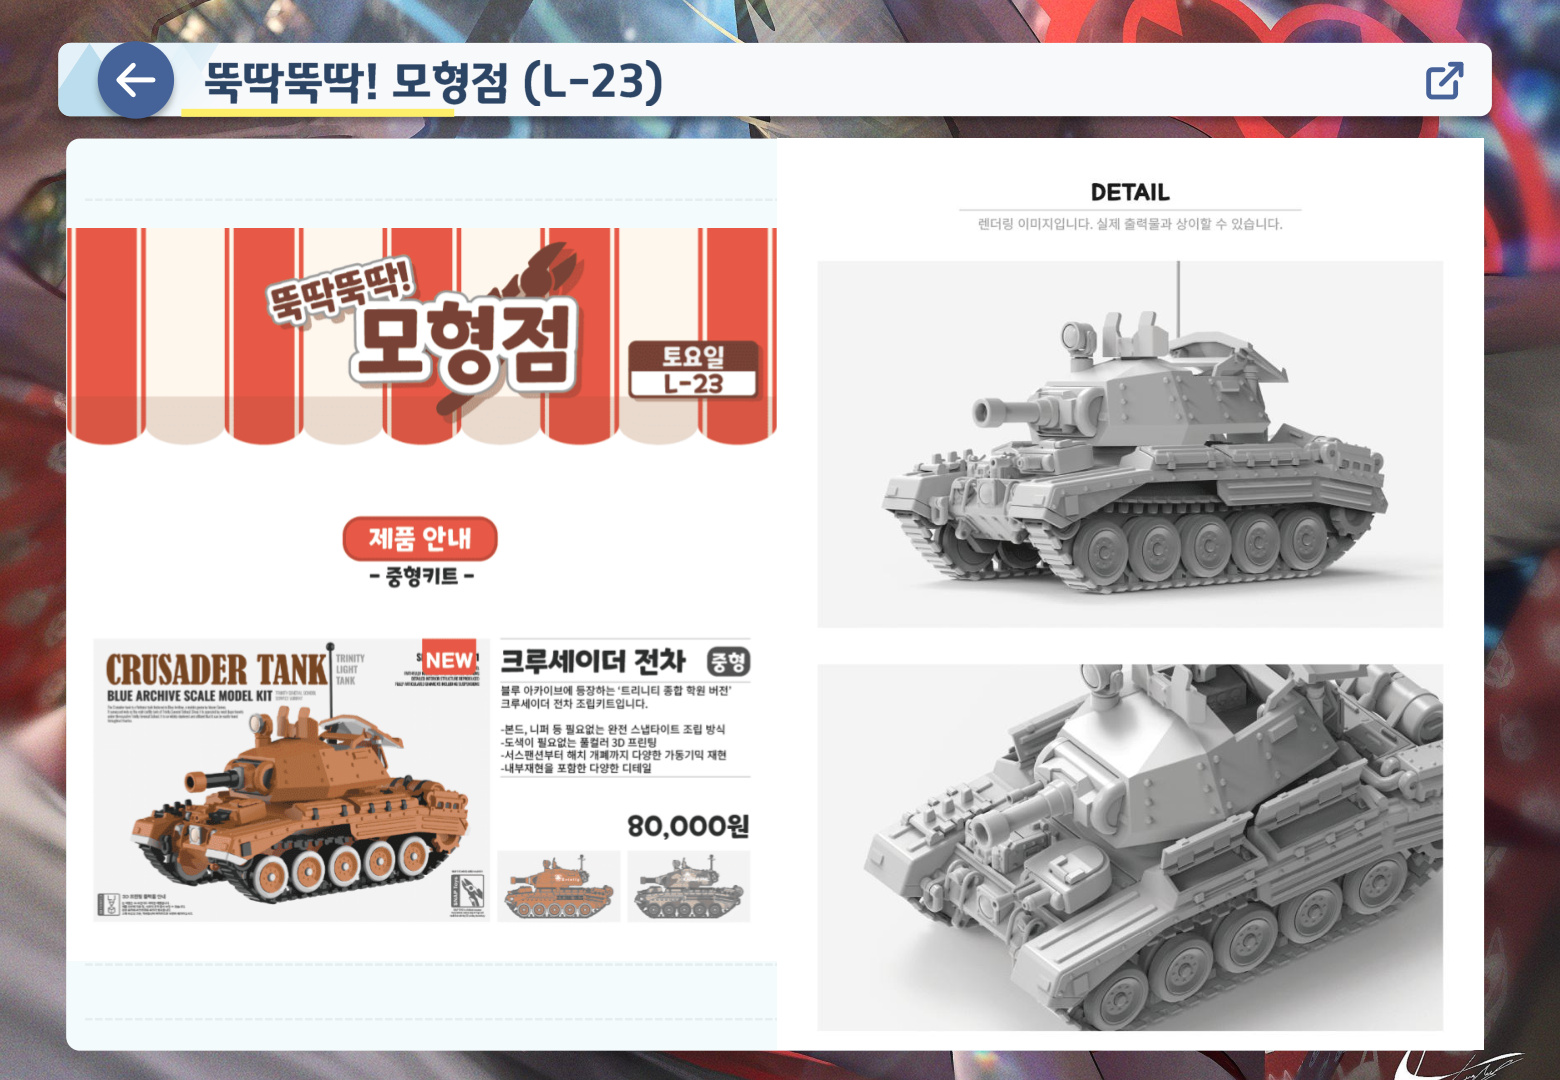 뚝딱뚝딱! 모형점 (L-23)
뚝딱뚝딱!
모형점
토요일
L-23
제품 안내
- 중형키트 -
CRUSADER TANK
BLUE ARCHIVE SCALE MODEL KIT
TRINITY
LIGHT
TANK
NEW
크루세이더 전차 중형
블루 아카이브에 등장하는 '트리니티 종합 학원 버전'
크루세이더 전차 조립키트입니다.
-본드, 니퍼 등 필요없는 완전 스냅타이트 조립 방식
-도색이 필요없는 풀컬러 3D 프린팅
-서스팬션부터 해치 개폐까지 다양한 가동기믹 재현
-내부재현을 포함한 다양한 디테일
80,000원
DETAIL
렌더링 이미지입니다. 실제 출력물과 상이할 수 있습니다.